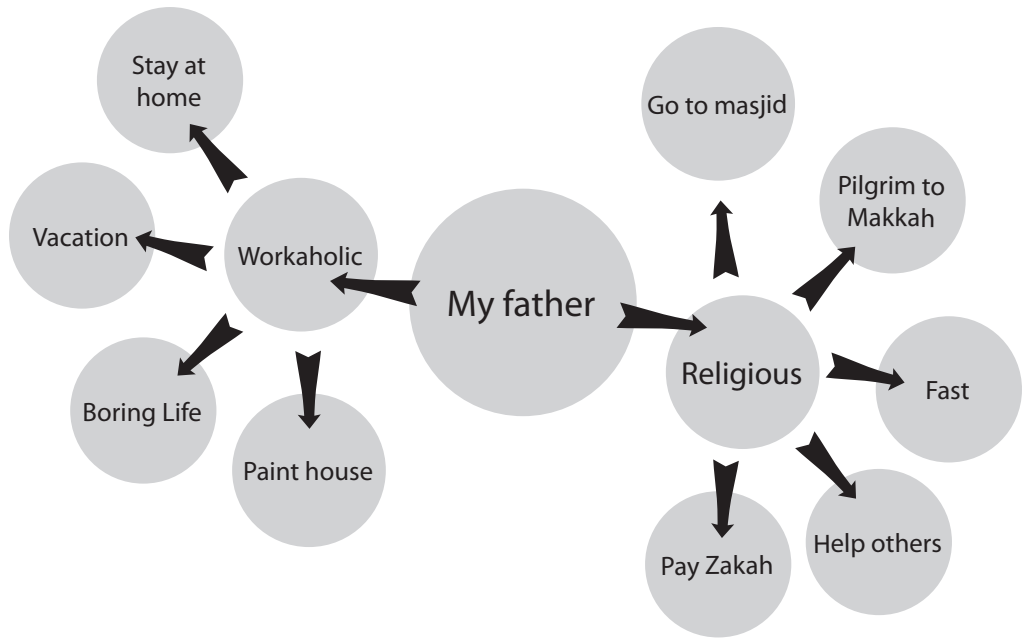 Stay at
home
Vacation
Workaholic
Boring Life
Paint house
My father
Go to masjid
Pilgrim to
Makkah
Religious
Fast
Help others
Pay Zakah